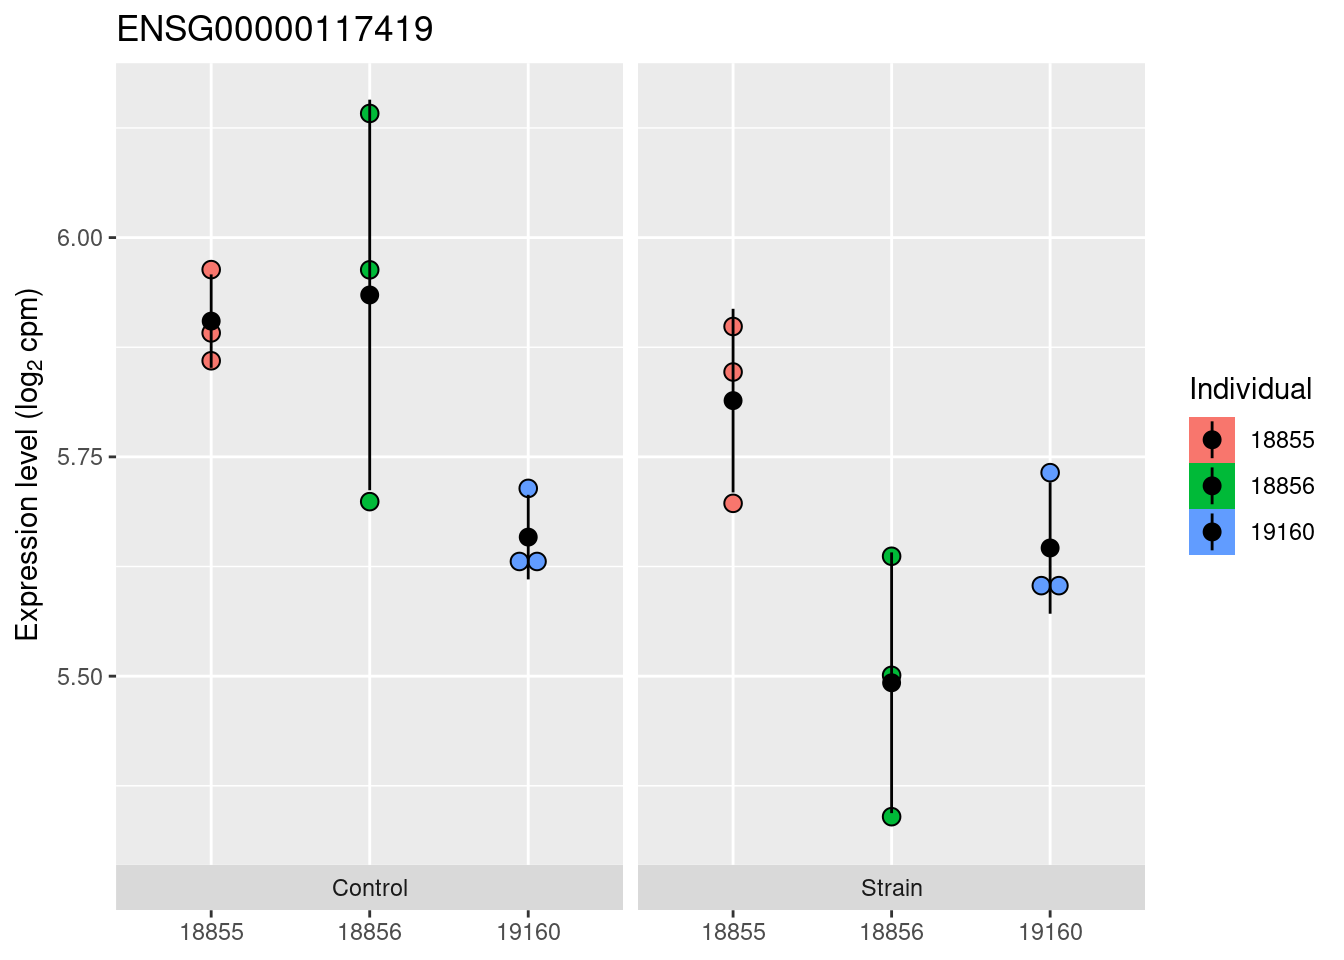 ENSG00000117419
Expression level (log2 cpm)
6.00
5.75
5.50
Control
Strain
18855
18856
19160
18855
18856
19160
Individual
18855
18856
19160